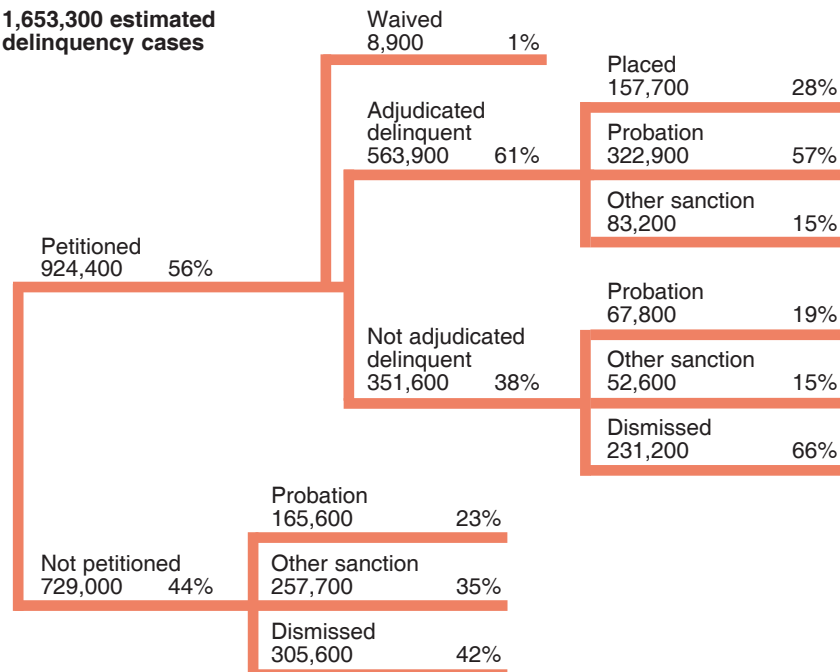 1,653,300 estimated
delinquency cases
Waived
8,900 1%
Adjudicated
delinquent
563,900 61%
Placed
157,700 28%
Probation
322,900 57%
Other sanction
83,200 15%
Petitioned
924,400 56%
Not adjudicated
delinquent
351,600 38%
Probation
67,800 19%
Other sanction
52,600 15%
Dismissed
231,200 66%
Not petitioned
729,000 44%
Probation
165,600 23%
Other sanction
257,700 35%
Dismissed
305,600 42%